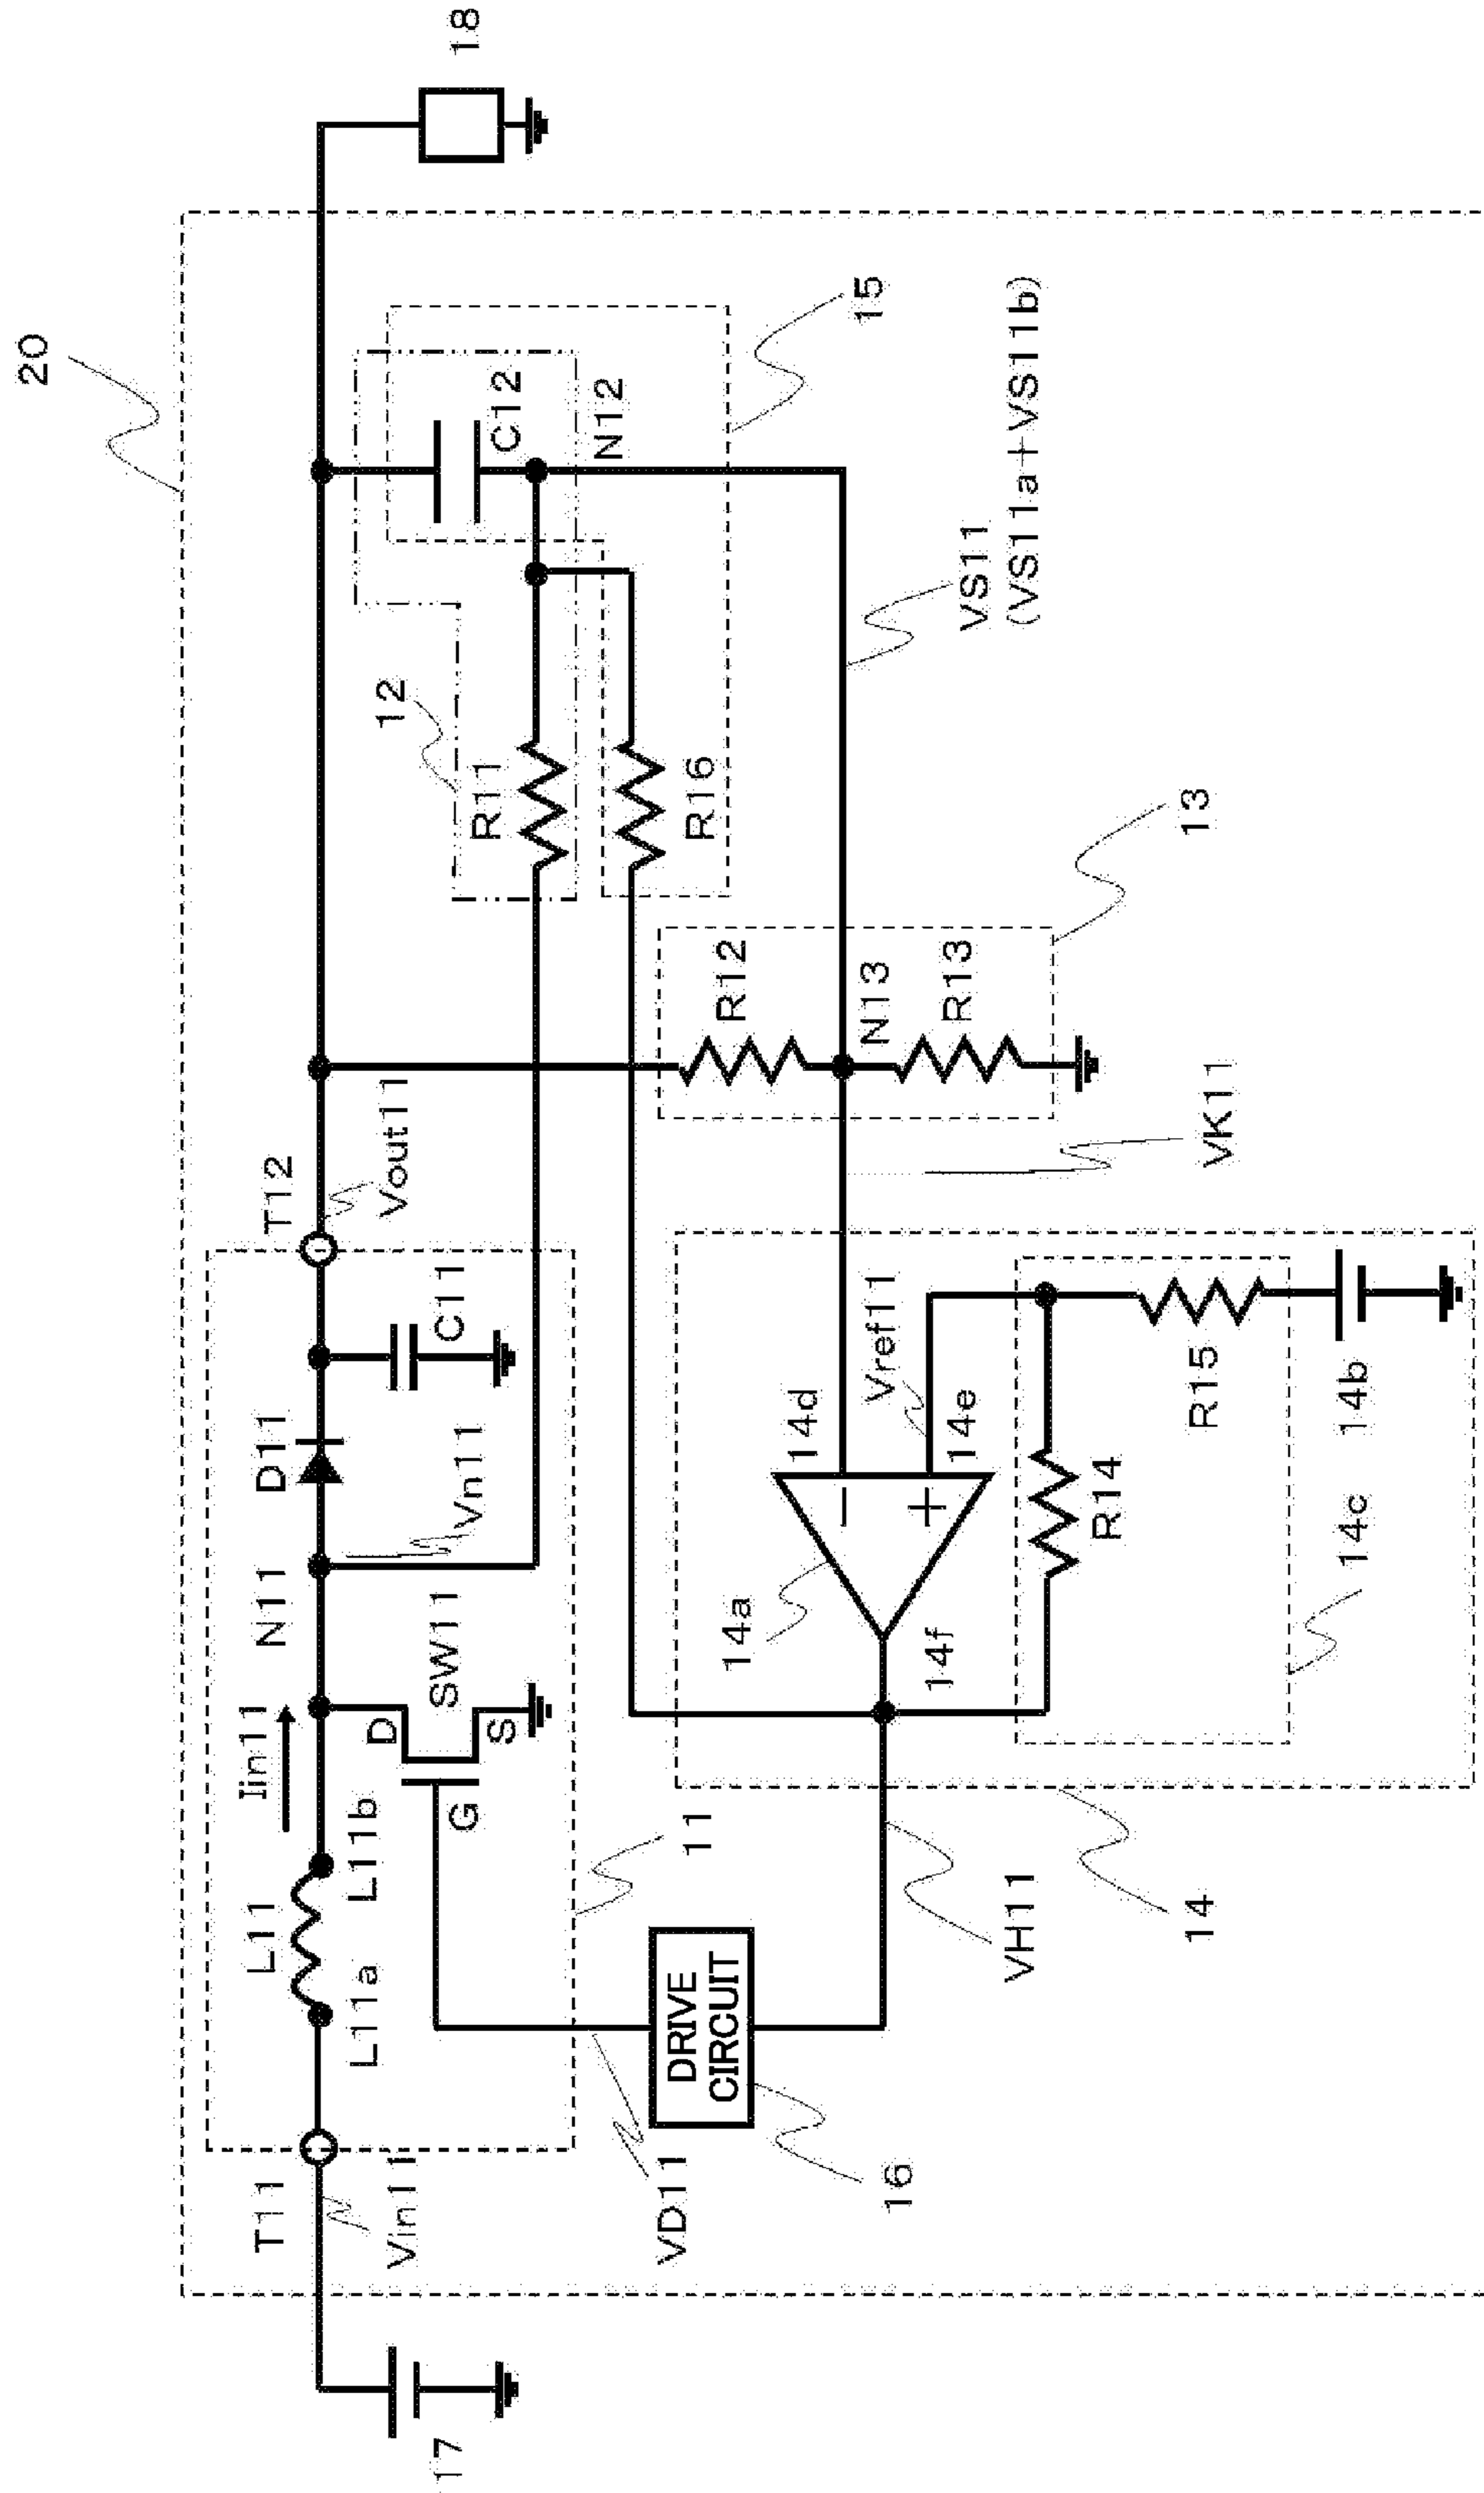 20
18
T11
Vin11
17
L11
L11a
L11b
Iin11
N11
D11
T12
Vout11
C11
Vn11
D
G
S
SW11
11
12
R11
C12
N12
R16
15
VD11
DRIVE
CIRCUIT
16
VH11
14
14a
14f
14d
14e
−
+
Vref11
R14
R15
14b
14c
VK11
R12
N13
R13
13
VS11
(VS11a+VS11b)